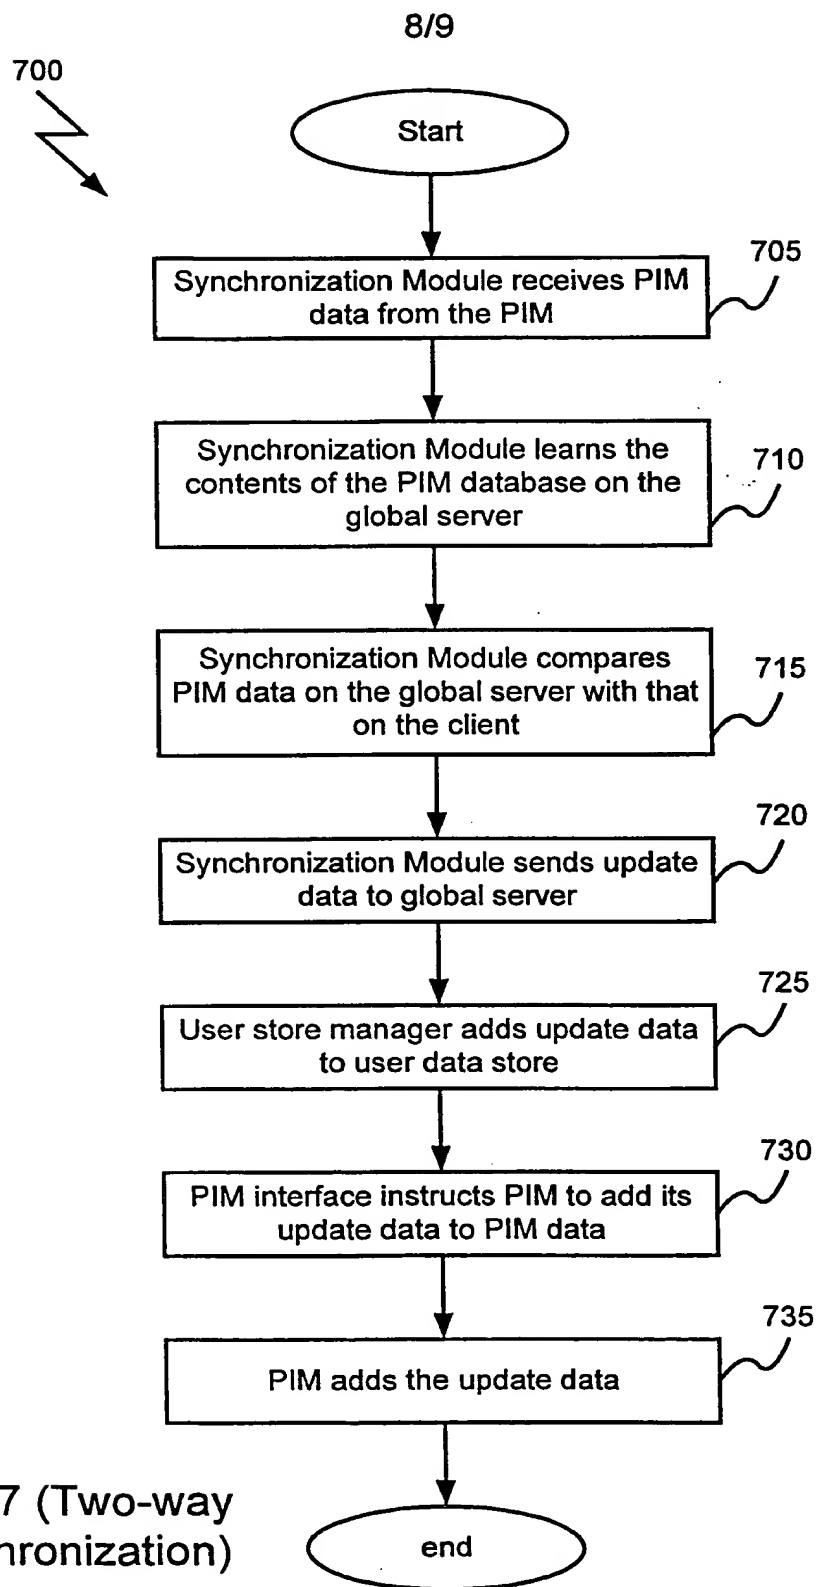 8/9
700
Start
705
Synchronization Module receives PIM
data from the PIM
710
Synchronization Module learns the
contents of the PIM database on the
global server
715
Synchronization Module compares
PIM data on the global server with that
on the client
720
Synchronization Module sends update
data to global server
725
User store manager adds update data
to user data store
730
PIM interface instructs PIM to add its
update data to PIM data
735
PIM adds the update data
7 (Two-way
hronization)
end